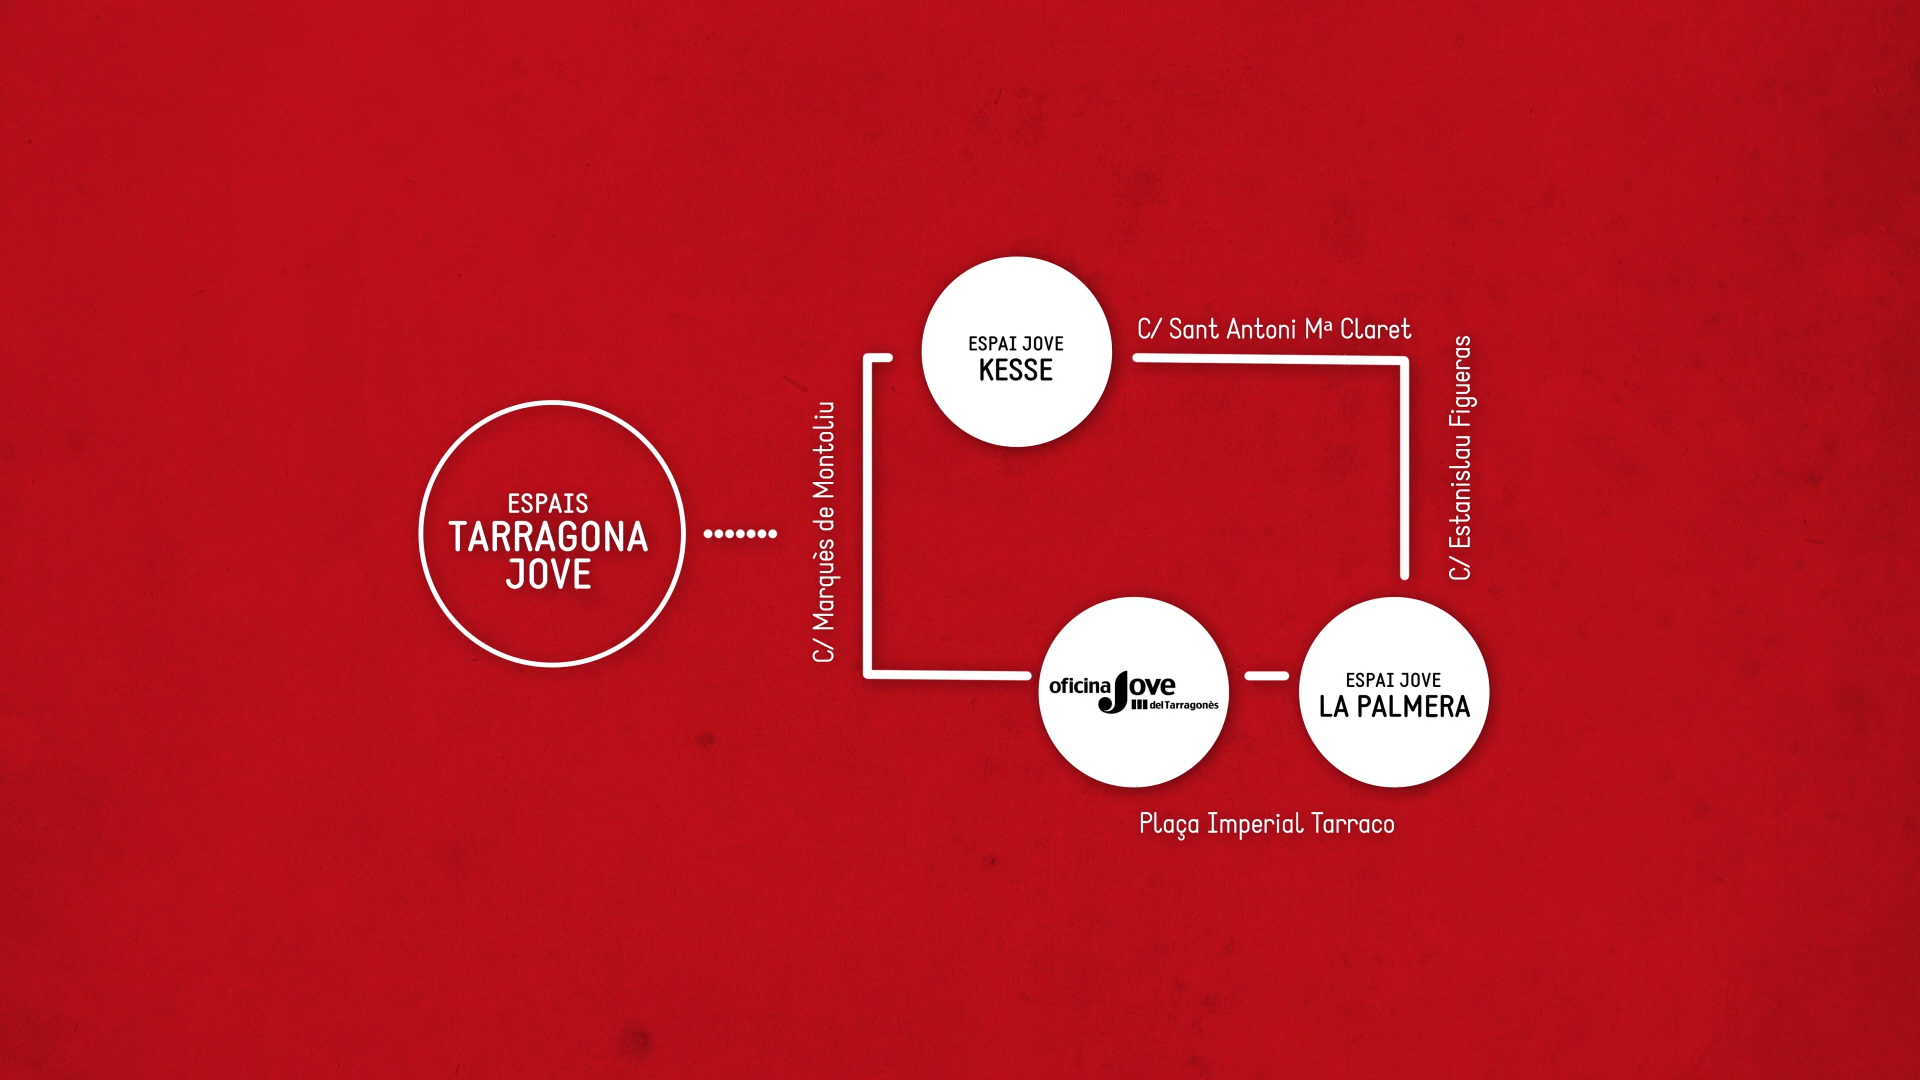 ESPAIS
TARRAGONA
JOVE
C/ Marquès de Montoliu
ESPAI JOVE
KESSE
C/ Sant Antoni Mª Claret
C/ Estanislau Figueras
oficina Jove
del Tarragonès
ESPAI JOVE
LA PALMERA
Plaça Imperial Tarraco